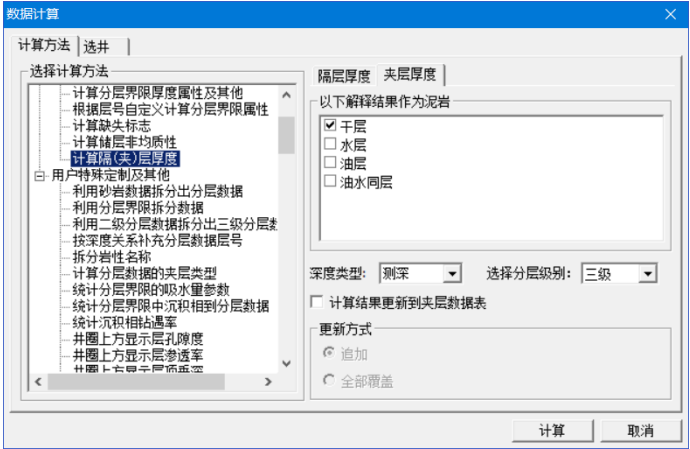 数据计算
计算方法
选井
选择计算方法
计算分层界限厚度属性及其他
根据层号自定义计算分层界限属性
计算缺失标志
计算储层非均质性
计算隔(夹)层厚度
用户特殊定制及其他
利用砂岩数据拆分出分层数据
利用分层界限拆分数据
利用二级分层数据拆分出三级分层数
按深度关系补充分层数据层号
拆分岩性名称
计算分层数据的夹层类型
统计分层界限的吸水量参数
统计分层界限中沉积相到分层数据
统计沉积相钻遇率
井圈上方显示层孔隙度
井圈上方显示层渗透率
井圈上方显示层顶垂深
隔层厚度
夹层厚度
以下解释结果作为泥岩
干层
水层
油层
油水同层
深度类型: 测深
选择分层级别: 三级
计算结果更新到夹层数据表
更新方式
追加
全部覆盖
计算
取消